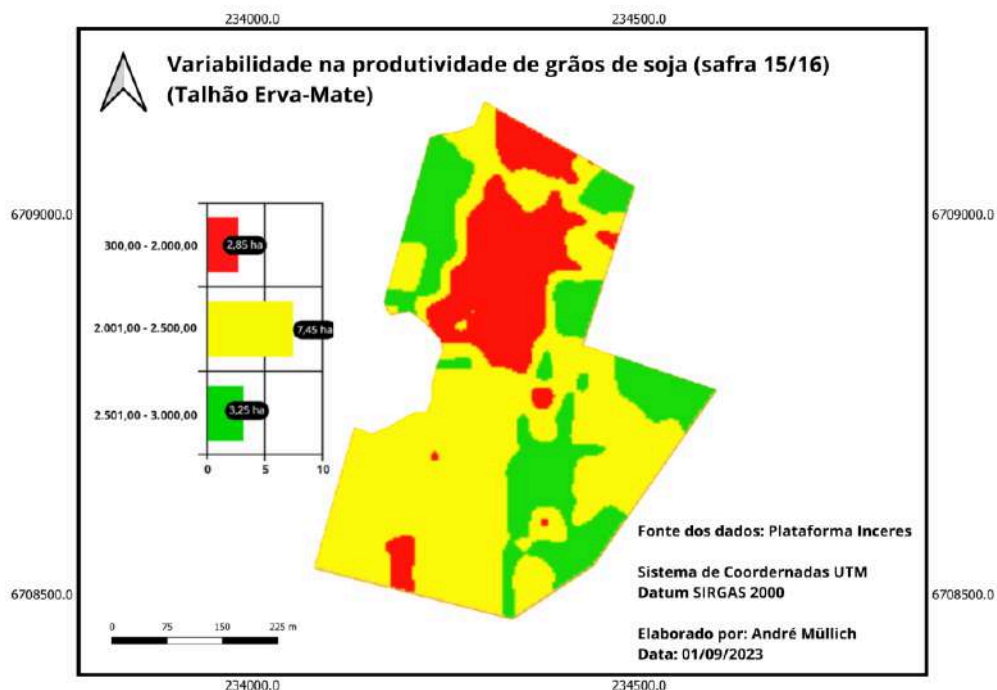 234000.0
234500.0
Variabilidade na produtividade de grãos de soja (safra 15/16)
(Talhão Erva-Mate)
6709000.0
6709000.0
300,00 - 2.000,00
2,85 ha
2.001,00 - 2.500,00
7,45 ha
2.501,00 - 3.000,00
3,25 ha
0
5
10
Fonte dos dados: Plataforma Inceres
Sistema de Coordernadas UTM
Datum SIRGAS 2000
6708500.0
6708500.0
0
75
150
225 m
Elaborado por: André Müllich
Data: 01/09/2023
234000.0
234500.0